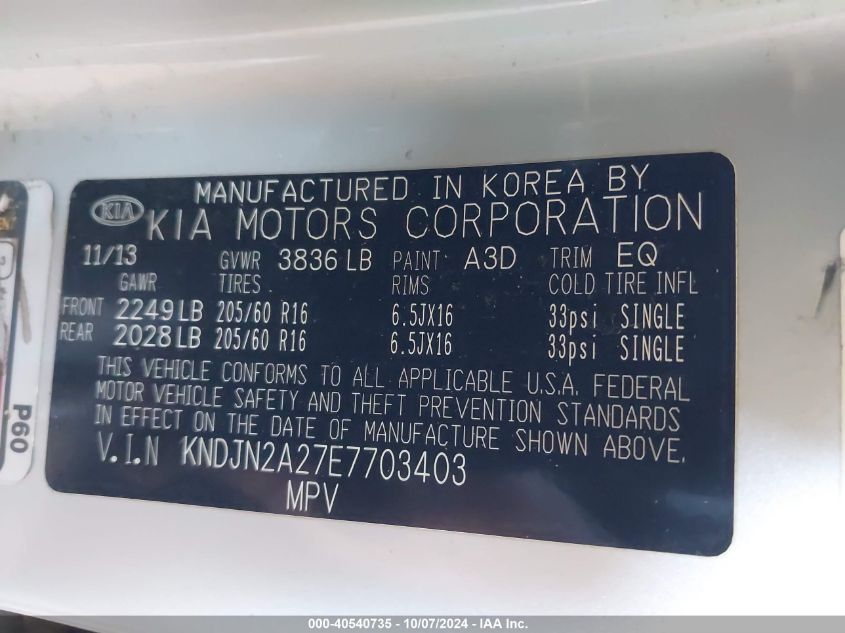 MANUFACTURED IN KOREA BY
KIA KIA MOTORS CORPORATION
11/13 GVWR 3836 LB PAINT A3D TRIM EQ
GAWR TIRES RIMS COLD TIRE INFL
FRONT 2249 LB 205/60 R16 6.5JX16 33psi SINGLE
REAR 2028 LB 205/60 R16 6.5JX16 33psi SINGLE
THIS VEHICLE CONFORMS TO ALL APPLICABLE U.S.A. FEDERAL
MOTOR VEHICLE SAFETY AND THEFT PREVENTION STANDARDS
IN EFFECT ON THE DATE OF MANUFACTURE SHOWN ABOVE.
V.I.N KNDJN2A27E7703403
MPV
P60
000-40540735 - 10/07/2024 - IAA Inc.